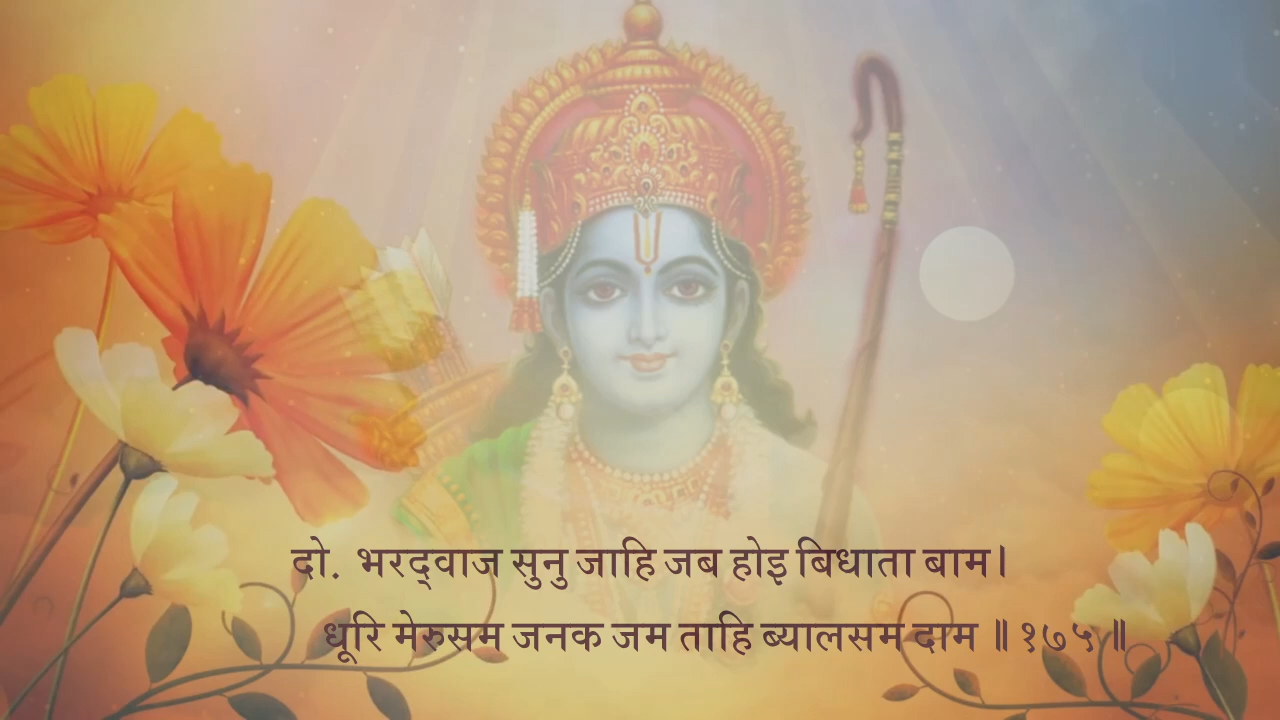 दो. भरद्वाज सुनु जाहि जब होइ बिधाता बाम।
धूरि मेरुसम जनक जम ताहि ब्यालसम दाम ॥१७५॥